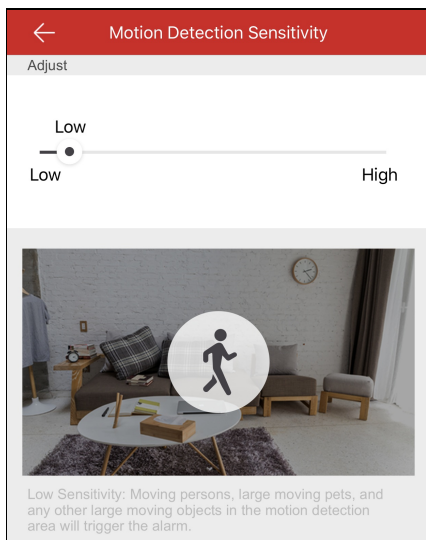 Motion Detection Sensitivity
Adjust
Low
Low High
Low Sensitivity: Moving persons, large moving pets, and
any other large moving objects in the motion detection
area will trigger the alarm.